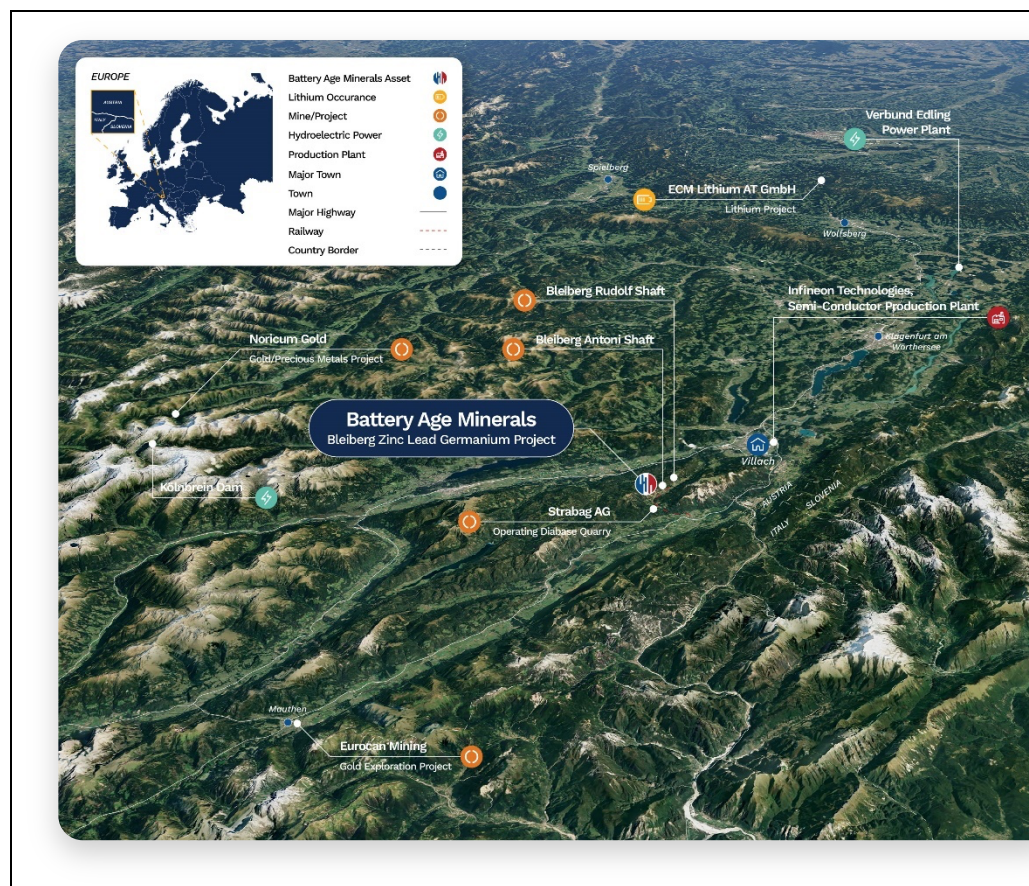 EUROPE
AUSTRIA
ITALY
SLOVENIA
Battery Age Minerals Asset
Lithium Occurance
Mine/Project
Hydroelectric Power
Production Plant
Major Town
Town
Major Highway
Railway
Country Border
Verbund Edling
Power Plant
Spielberg
ECM Lithium AT GmbH
Lithium Project
Wolfsberg
Bleiberg Rudolf Shaft
Infineon Technologies,
Semi-Conductor Production Plant
Noricum Gold
Gold/Precious Metals Project
Bleiberg Antoni Shaft
Klagenfurt am
Wörthersee
Battery Age Minerals
Bleiberg Zinc Lead Germanium Project
Villach
Kölnbrein Dam
Strabag AG
Operating Diabase Quarry
AUSTRIA
SLOVENIA
ITALY
Mauthen
Eurocan Mining
Gold Exploration Project